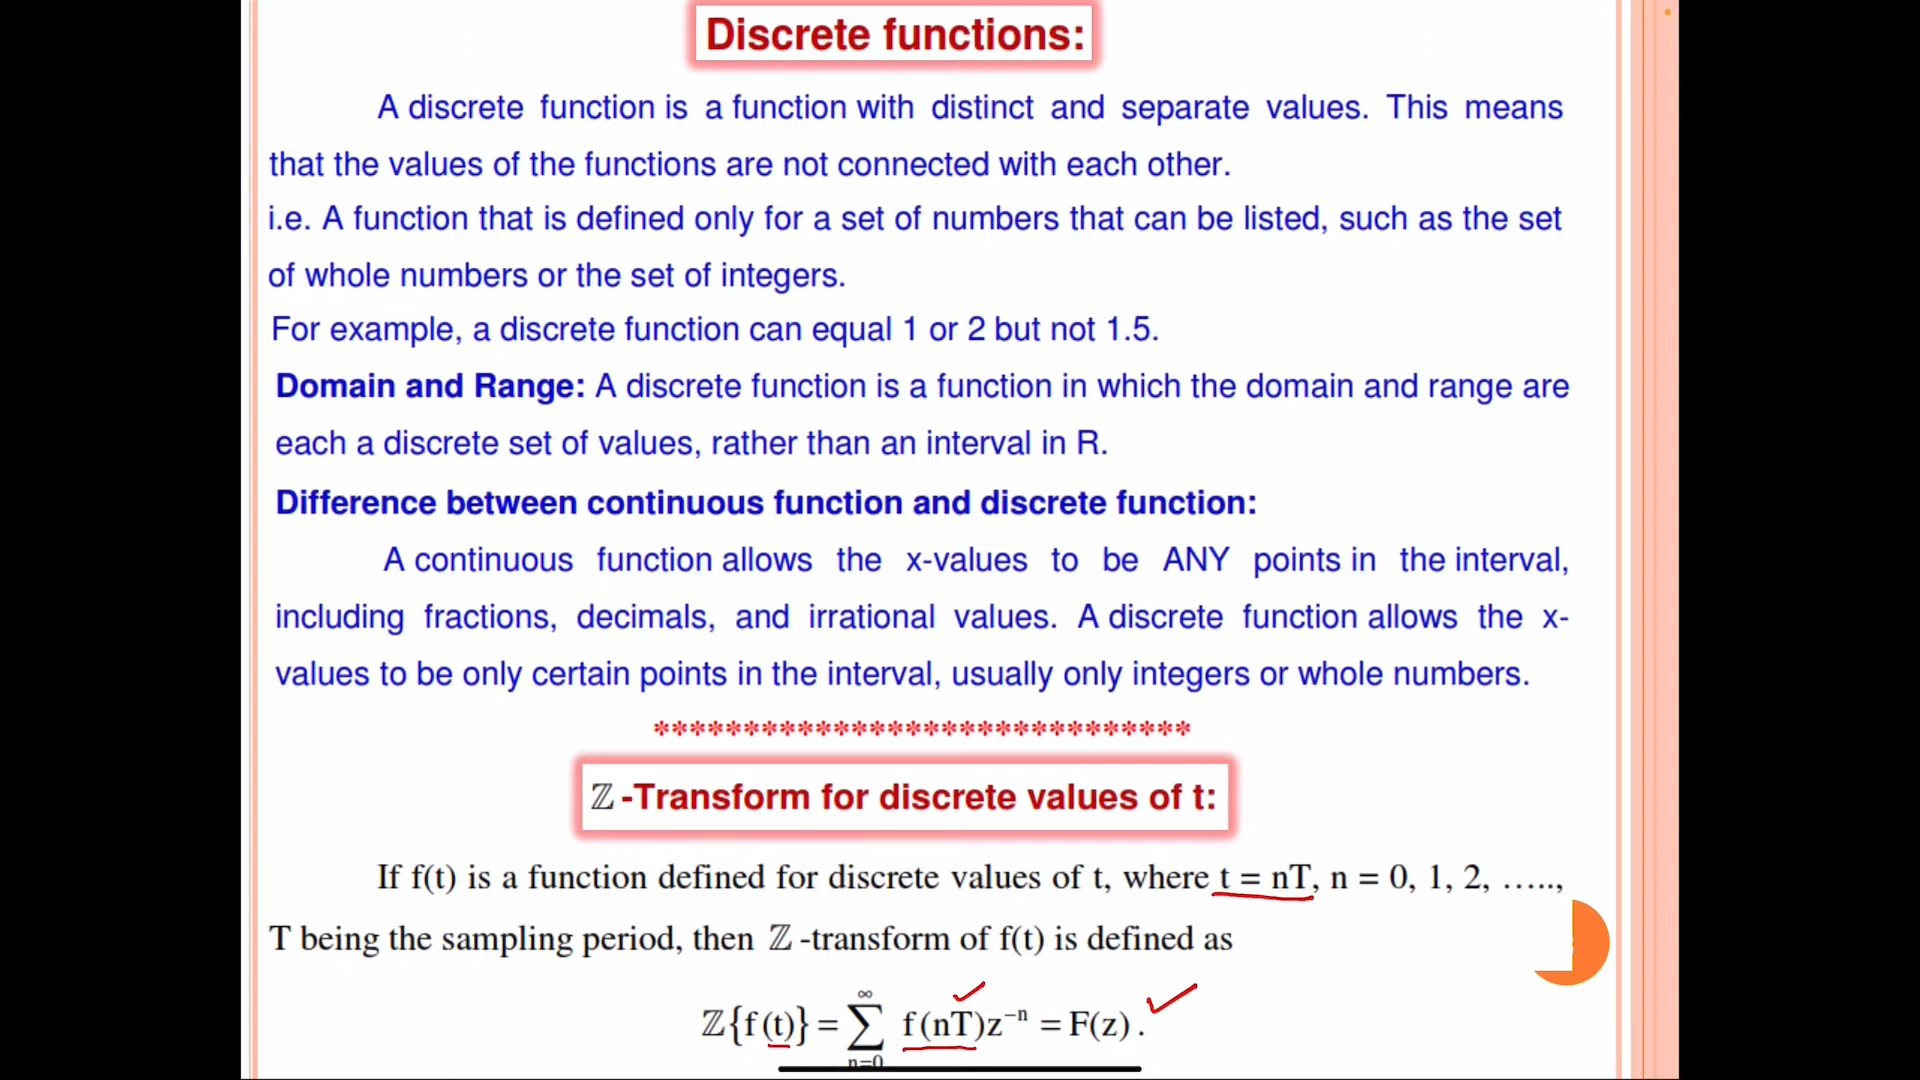 Discrete functions:
A discrete function is a function with distinct and separate values. This means
that the values of the functions are not connected with each other.
i.e. A function that is defined only for a set of numbers that can be listed, such as the set
of whole numbers or the set of integers.
For example, a discrete function can equal 1 or 2 but not 1.5.
Domain and Range: A discrete function is a function in which the domain and range are
each a discrete set of values, rather than an interval in R.
Difference between continuous function and discrete function:
A continuous function allows the x-values to be ANY points in the interval,
including fractions, decimals, and irrational values. A discrete function allows the x-
values to be only certain points in the interval, usually only integers or whole numbers.
******************************
ℤ -Transform for discrete values of t:
If f(t) is a function defined for discrete values of t, where t = nT, n = 0, 1, 2, …..,
T being the sampling period, then ℤ -transform of f(t) is defined as
ℤ{f(t)} = ∑_{n=0}^{∞} f(nT)z⁻ⁿ = F(z).